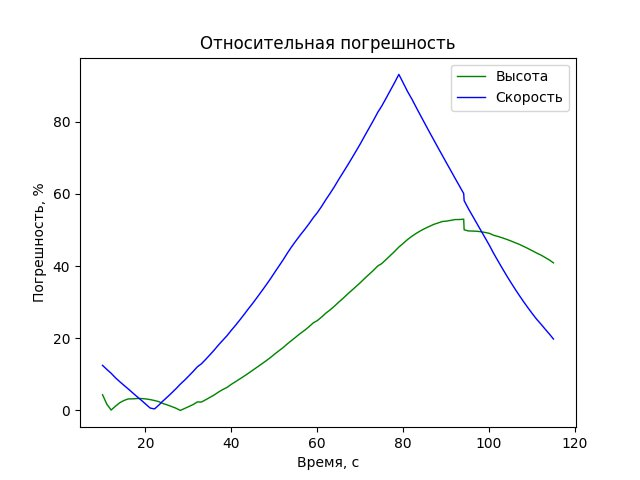 Относительная погрешность
Высота
Скорость
Погрешность, %
80
60
40
20
0
20 40 60 80 100 120
Время, с